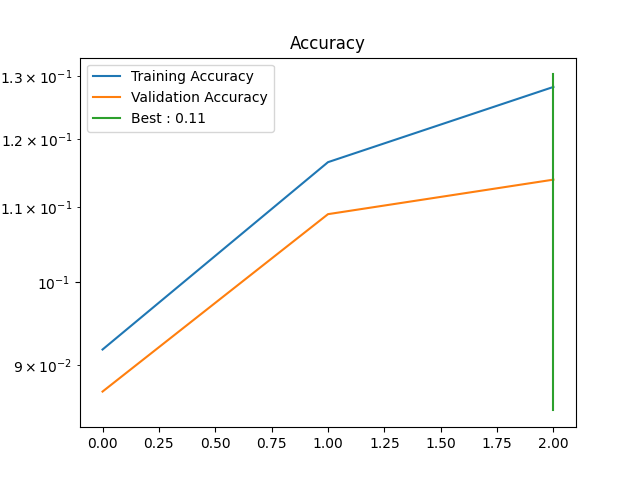 Accuracy
Training Accuracy
Validation Accuracy
Best : 0.11
1.3 × 10⁻¹
1.2 × 10⁻¹
1.1 × 10⁻¹
10⁻¹
9 × 10⁻²
0.00 0.25 0.50 0.75 1.00 1.25 1.50 1.75 2.00